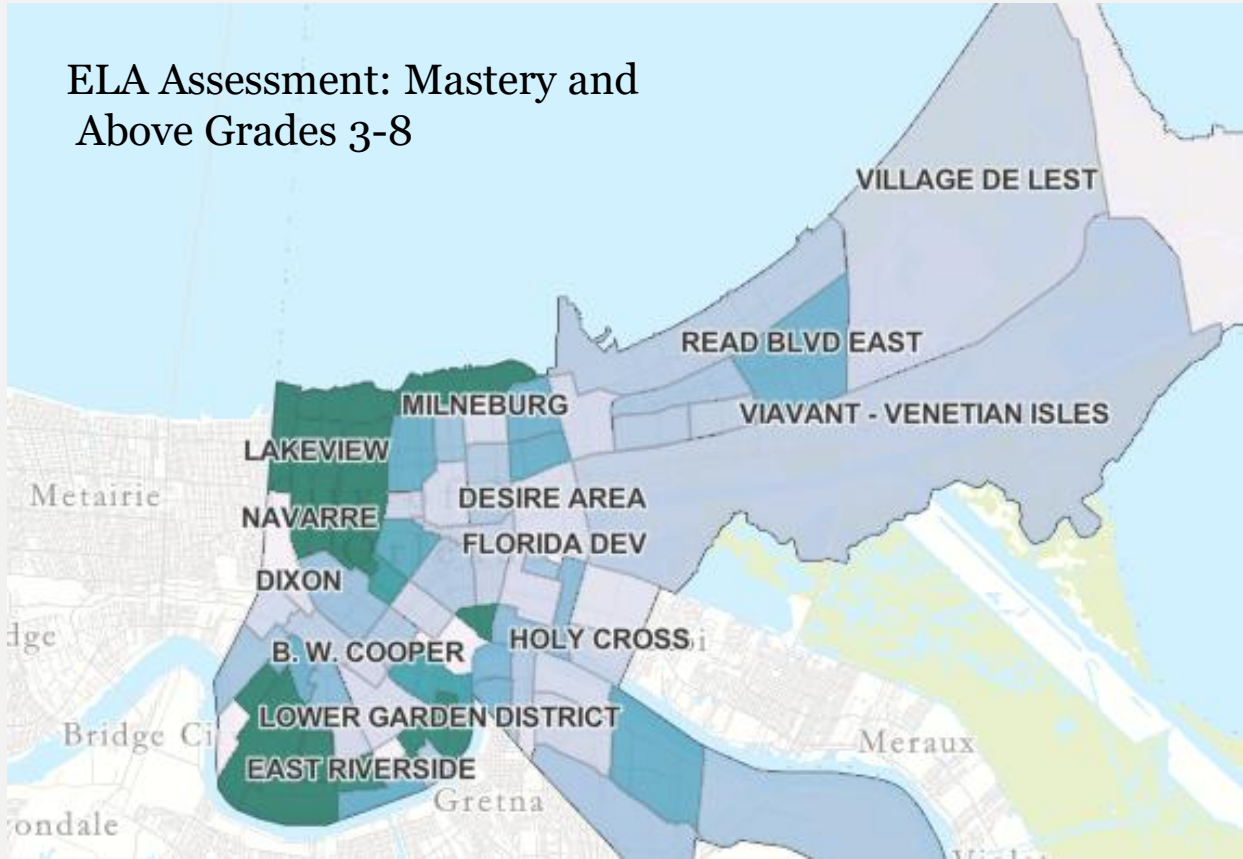 ELA Assessment: Mastery and
Above Grades 3-8
VILLAGE DE LEST
READ BLVD EAST
MILNEBURG
VIAVANT - VENETIAN ISLES
LAKEVIEW
Metairie
DESIRE AREA
NAVARRE
FLORIDA DEV
DIXON
dge
HOLY CROSS
B. W. COOPER
LOWER GARDEN DISTRICT
Bridge Ci
Meraux
EAST RIVERSIDE
Gretna
ondale